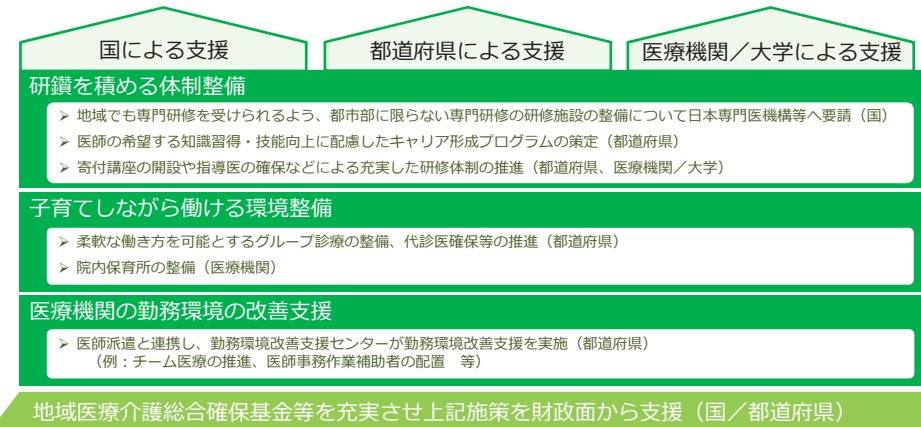 国による支援
都道府県による支援
医療機関／大学による支援
研鑽を積める体制整備
➢ 地域でも専門研修を受けられるよう、都市部に限らない専門研修の研修施設の整備について日本専門医機構等へ要請（国）
➢ 医師の希望する知識習得・技能向上に配慮したキャリア形成プログラムの策定（都道府県）
➢ 寄付講座の開設や指導医の確保などによる充実した研修体制の推進（都道府県、医療機関／大学）
子育てしながら働ける環境整備
➢ 柔軟な働き方を可能とするグループ診療の整備、代診医確保等の推進（都道府県）
➢ 院内保育所の整備（医療機関）
医療機関の勤務環境の改善支援
➢ 医師派遣と連携し、勤務環境改善支援センターが勤務環境改善支援を実施（都道府県）
（例：チーム医療の推進、医師事務作業補助者の配置　等）
地域医療介護総合確保基金等を充実させ上記施策を財政面から支援（国／都道府県）